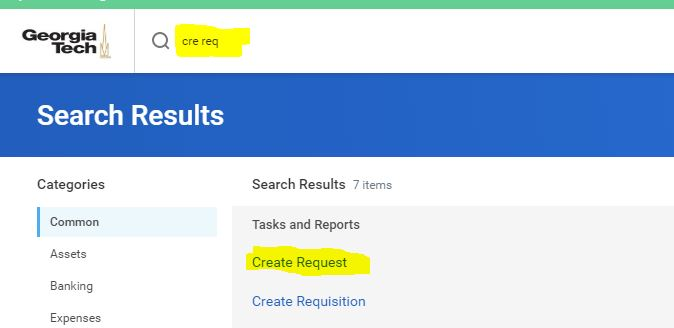 Georgia
Tech
cre req
Search Results
Categories
Common
Assets
Banking
Expenses
Search Results 7 items
Tasks and Reports
Create Request
Create Requisition